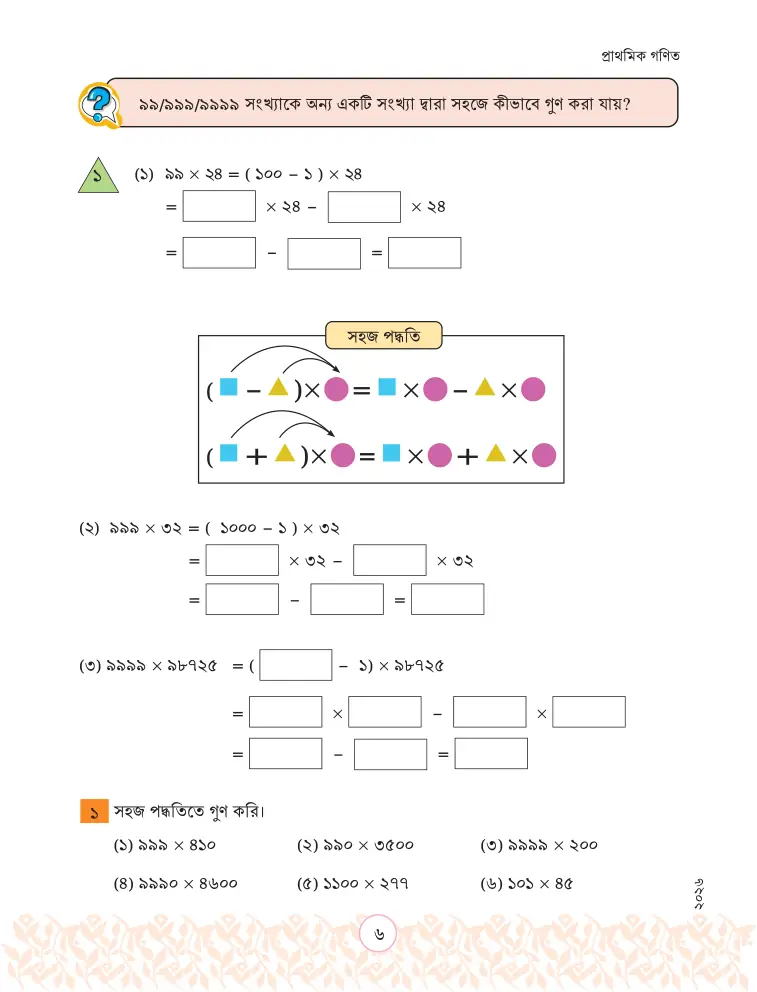 প্রাথমিক গণিত
৯৯/৯৯৯/৯৯৯৯ সংখ্যাকে অন্য একটি সংখ্যা দ্বারা সহজে কীভাবে গুণ করা যায়?
১ (১) ৯৯ × ২৪ = ( ১০০ – ১ ) × ২৪
= × ২৪ – × ২৪
= – =
সহজ পদ্ধতি
( – )× = × – ×
( + )× = × + ×
(২) ৯৯৯ × ৩২ = ( ১০০০ – ১ ) × ৩২
= × ৩২ – × ৩২
= – =
(৩) ৯৯৯৯ × ৯৮৭২৫ = ( – ১) × ৯৮৭২৫
= × – ×
= – =
১ সহজ পদ্ধতিতে গুণ করি।
(১) ৯৯৯ × ৪১০ (২) ৯৯০ × ৩৫০০ (৩) ৯৯৯৯ × ২০০
(৪) ৯৯৯০ × ৪৬০০ (৫) ১১০০ × ২৭৭ (৬) ১০১ × ৪৫
২০২৬
৬